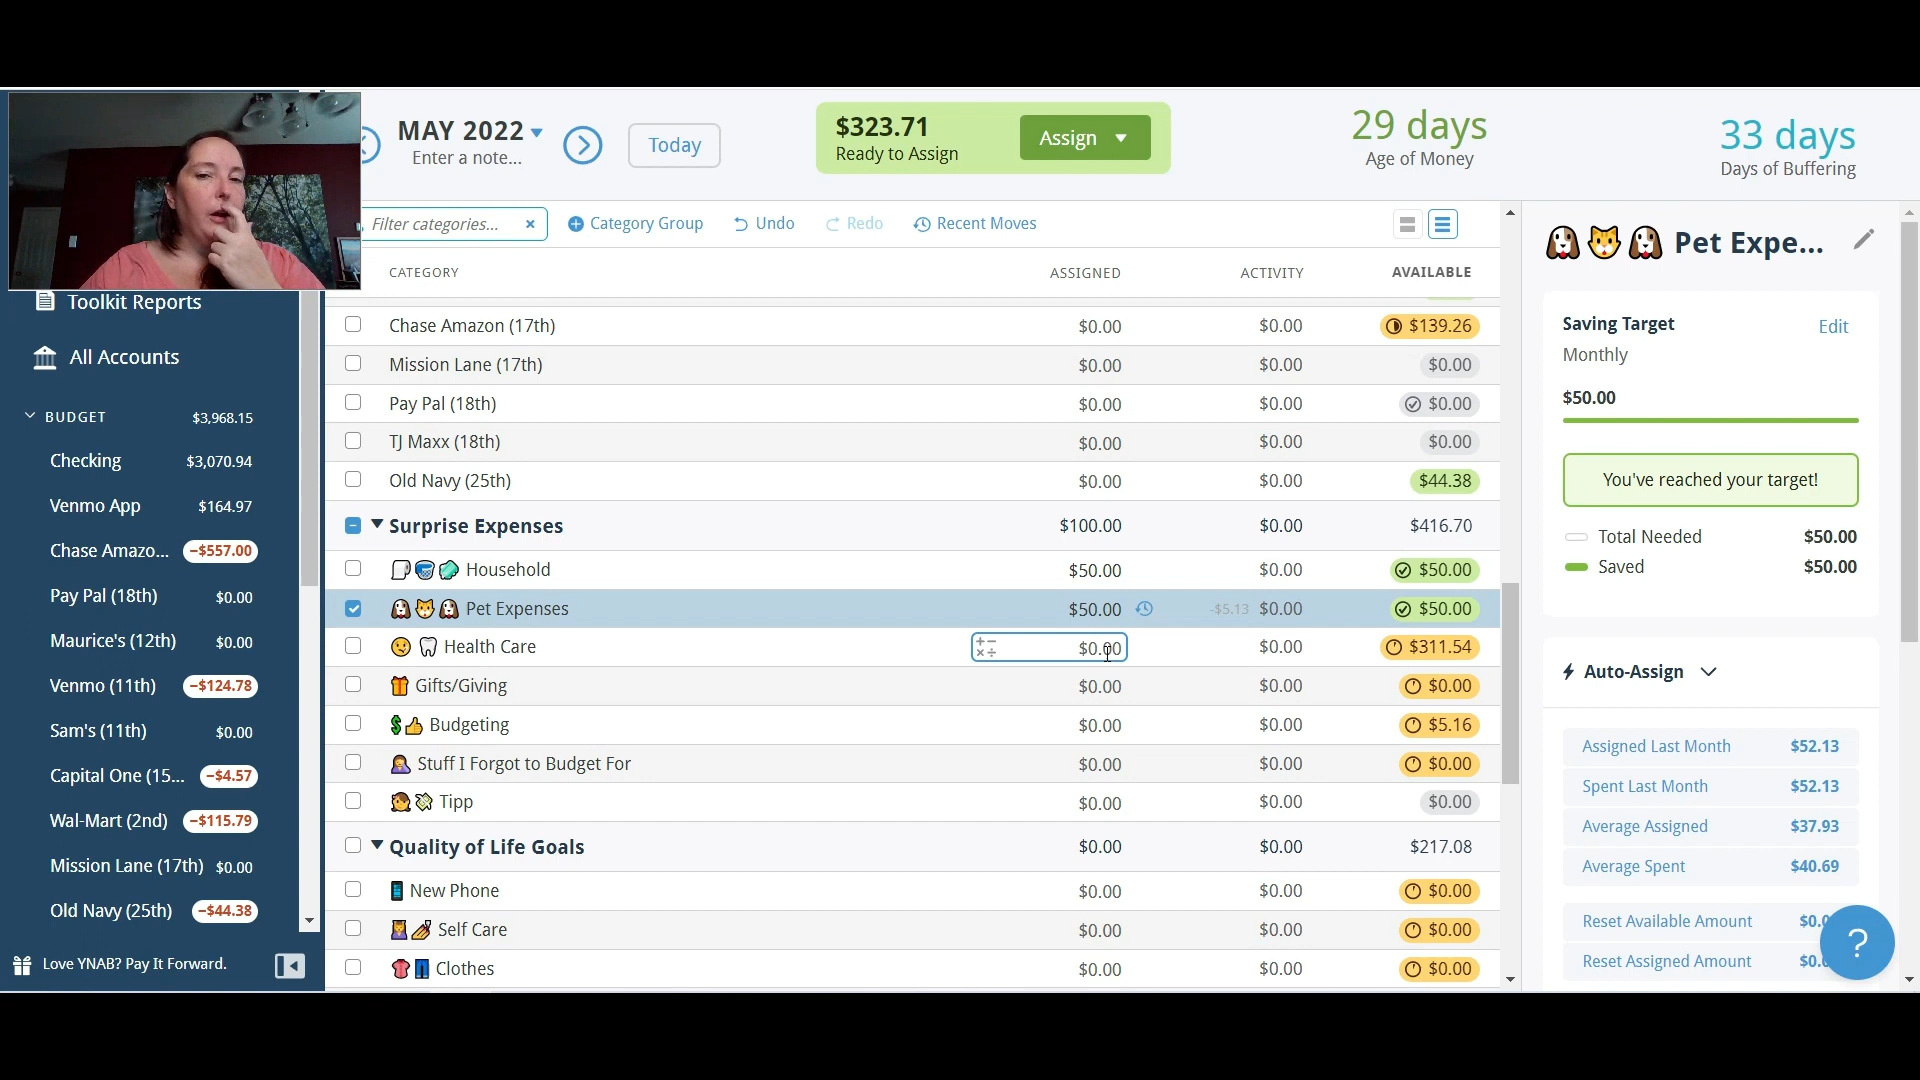 MAY 2022
Enter a note...
Today
$323.71
Ready to Assign
Assign
29 days
Age of Money
33 days
Days of Buffering
Filter categories...
Category Group
Undo
Redo
Recent Moves
CATEGORY ASSIGNED ACTIVITY AVAILABLE
Chase Amazon (17th) $0.00 $0.00 $139.26
Mission Lane (17th) $0.00 $0.00 $0.00
Pay Pal (18th) $0.00 $0.00 $0.00
TJ Maxx (18th) $0.00 $0.00 $0.00
Old Navy (25th) $0.00 $0.00 $44.38
Surprise Expenses $100.00 $0.00 $416.70
Household $50.00 $0.00 $50.00
Pet Expenses $50.00 -$5.13 $0.00 $50.00
Health Care $0.00 $0.00 $311.54
Gifts/Giving $0.00 $0.00 $0.00
Budgeting $0.00 $0.00 $5.16
Stuff I Forgot to Budget For $0.00 $0.00 $0.00
Tipp $0.00 $0.00 $0.00
Quality of Life Goals $0.00 $0.00 $217.08
New Phone $0.00 $0.00 $0.00
Self Care $0.00 $0.00 $0.00
Clothes $0.00 $0.00 $0.00
Toolkit Reports
All Accounts
BUDGET $3,968.15
Checking $3,070.94
Venmo App $164.97
Chase Amazo... −$557.00
Pay Pal (18th) $0.00
Maurice's (12th) $0.00
Venmo (11th) −$124.78
Sam's (11th) $0.00
Capital One (15... −$4.57
Wal-Mart (2nd) −$115.79
Mission Lane (17th) $0.00
Old Navy (25th) −$44.38
Love YNAB? Pay It Forward.
Pet Expe...
Saving Target Edit
Monthly
$50.00
You've reached your target!
Total Needed $50.00
Saved $50.00
Auto-Assign
Assigned Last Month $52.13
Spent Last Month $52.13
Average Assigned $37.93
Average Spent $40.69
Reset Available Amount
Reset Assigned Amount
?